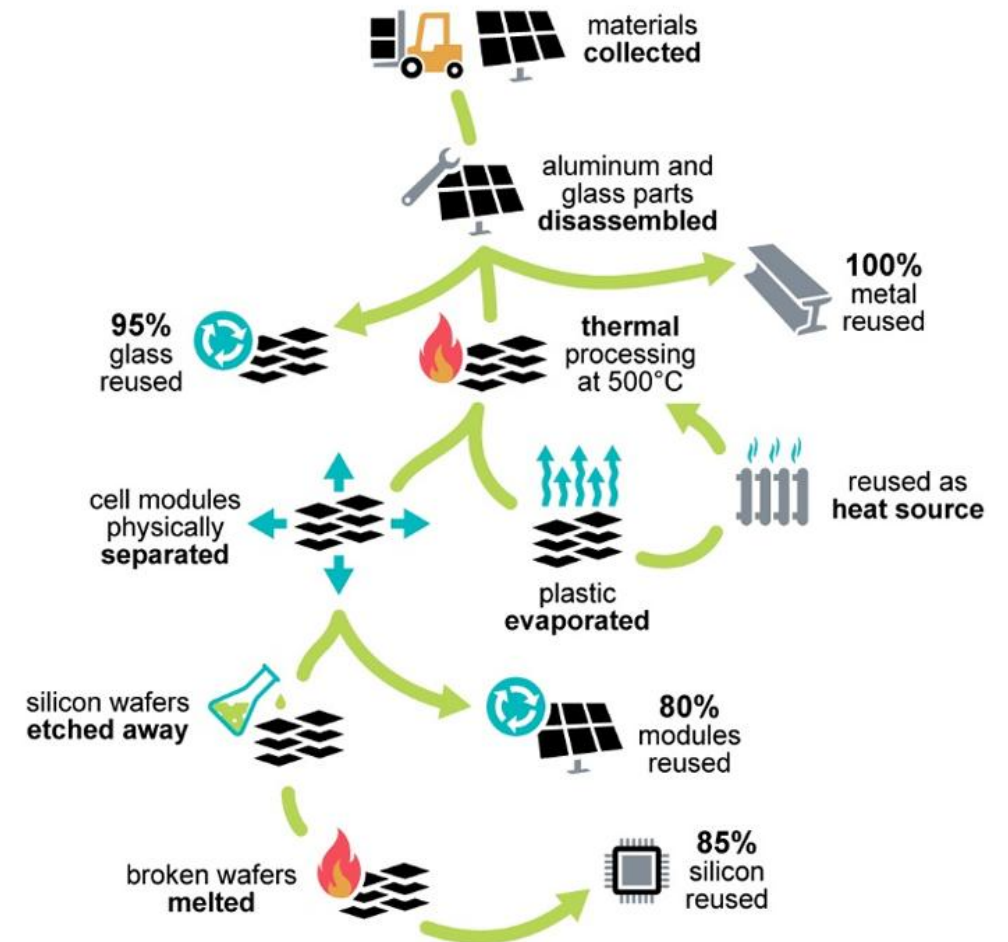 materials
collected
aluminum and
glass parts
disassembled
100%
metal
reused
95%
glass
reused
thermal
processing
at 500°C
cell modules
physically
separated
reused as
heat source
plastic
evaporated
silicon wafers
etched away
80%
modules
reused
broken wafers
melted
85%
silicon
reused